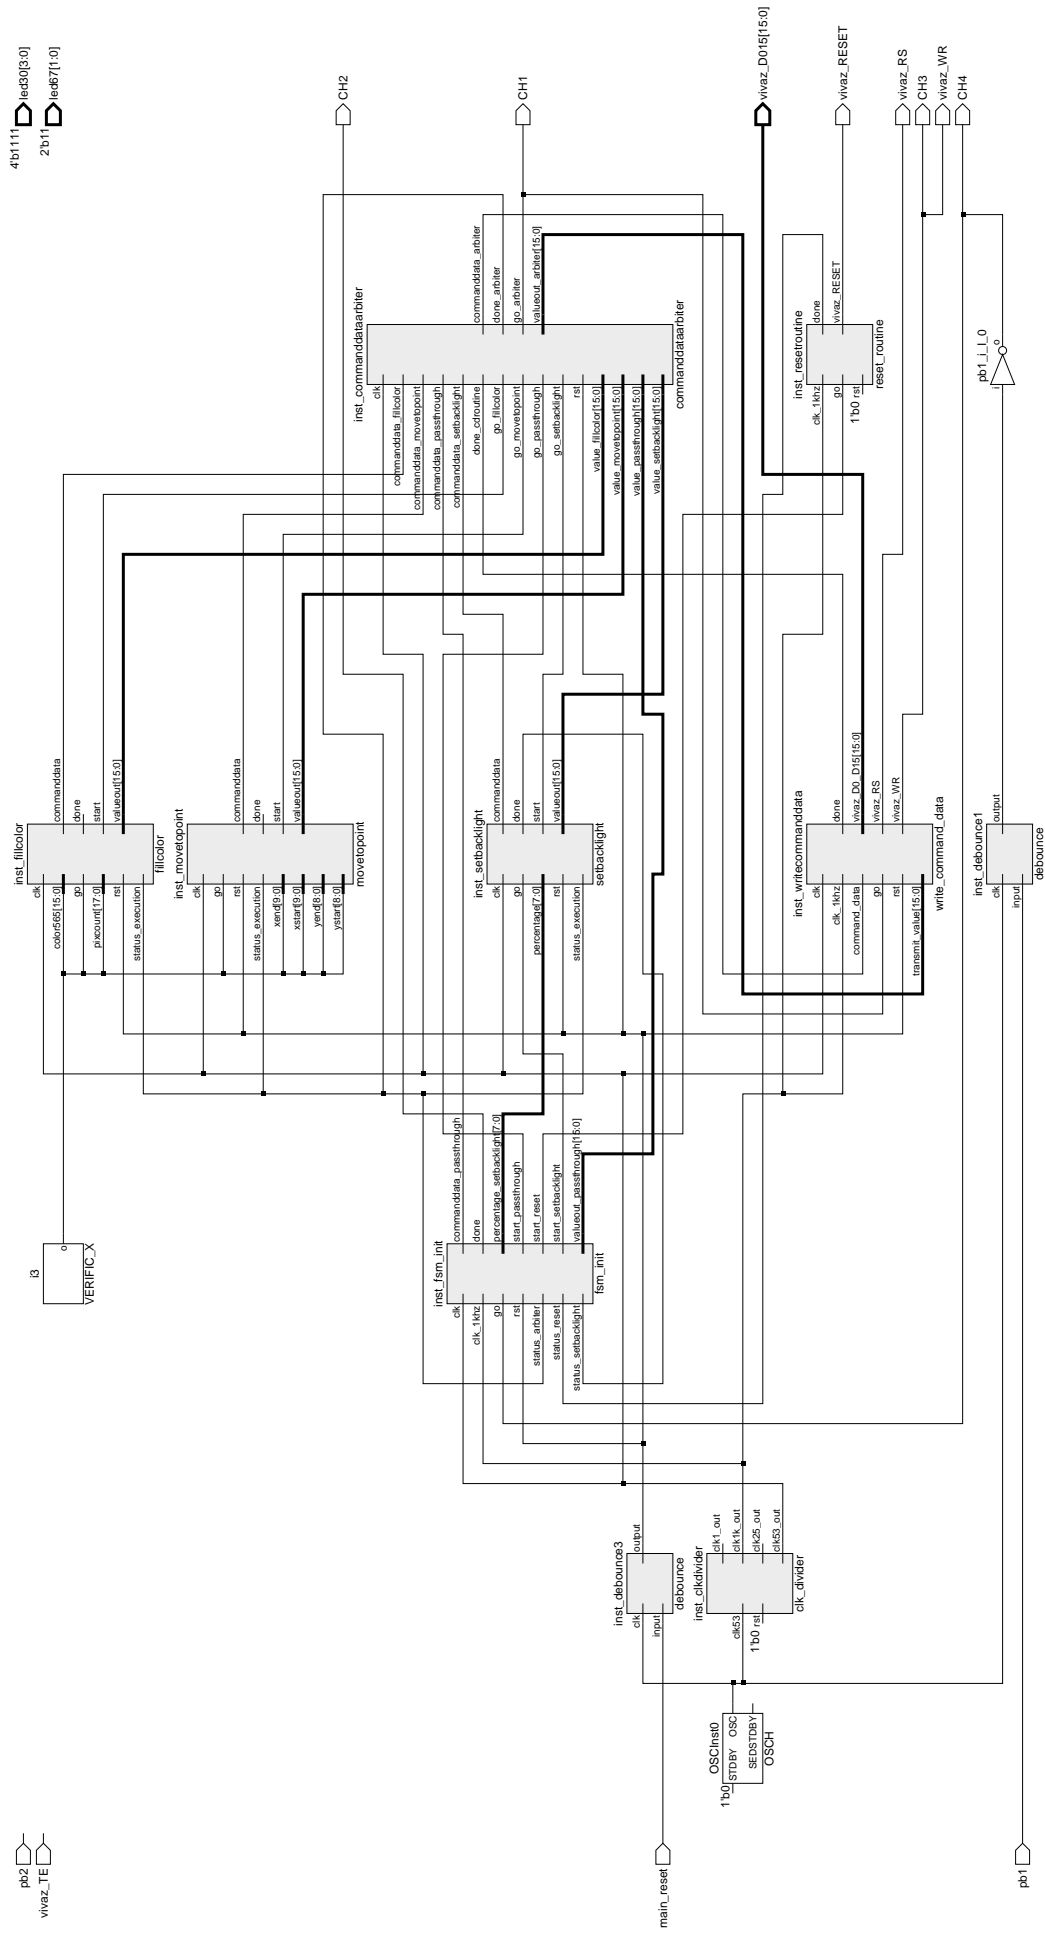 4'b1111
led30[3:0]
2'b11
led67[1:0]
CH2
CH1
vivaz_D015[15:0]
vivaz_RESET
vivaz_RS
CH3
vivaz_WR
CH4
inst_commanddataarbiter
clk
commanddata_fillcolor
commanddata_movetopoint
commanddata_passthrough
commanddata_setbacklight
done_cdroutine
go_fillcolor
go_movetopoint
go_passthrough
go_setbacklight
rst
value_fillcolor[15:0]
value_movetopoint[15:0]
value_passthrough[15:0]
value_setbacklight[15:0]
commanddata_arbiter
done_arbiter
go_arbiter
valueout_arbiter[15:0]
commanddataarbiter
inst_resetroutine
clk_1khz
go
1'b0 rst
done
vivaz_RESET
reset_routine
pb1_i_I_0
i
o
inst_fillcolor
clk
color565[15:0]
go
pixcount[17:0]
rst
status_execution
commanddata
done
start
valueout[15:0]
fillcolor
inst_movetopoint
clk
go
rst
status_execution
xend[9:0]
xstart[9:0]
yend[8:0]
ystart[8:0]
commanddata
done
start
valueout[15:0]
movetopoint
inst_setbacklight
clk
go
percentage[7:0]
rst
status_execution
commanddata
done
start
valueout[15:0]
setbacklight
inst_writecommanddata
clk
clk_1khz
command_data
go
rst
transmit_value[15:0]
done
vivaz_D0_D15[15:0]
vivaz_RS
vivaz_WR
write_command_data
inst_debounce1
clk
input
output
debounce
i3
o
VERIFIC_X
inst_fsm_init
clk
clk_1khz
go
rst
status_arbiter
status_reset
status_setbacklight
commanddata_passthrough
done
percentage_setbacklight[7:0]
start_passthrough
start_reset
start_setbacklight
valueout_passthrough[15:0]
fsm_init
inst_debounce3
clk
input
output
debounce
inst_clkdivider
clk53
1'b0 rst
clk1_out
clk1k_out
clk25_out
clk53_out
clk_divider
OSCInst0
1'b0
STDBY
OSC
SEDSTDBY
OSCH
pb2
vivaz_TE
main_reset
pb1